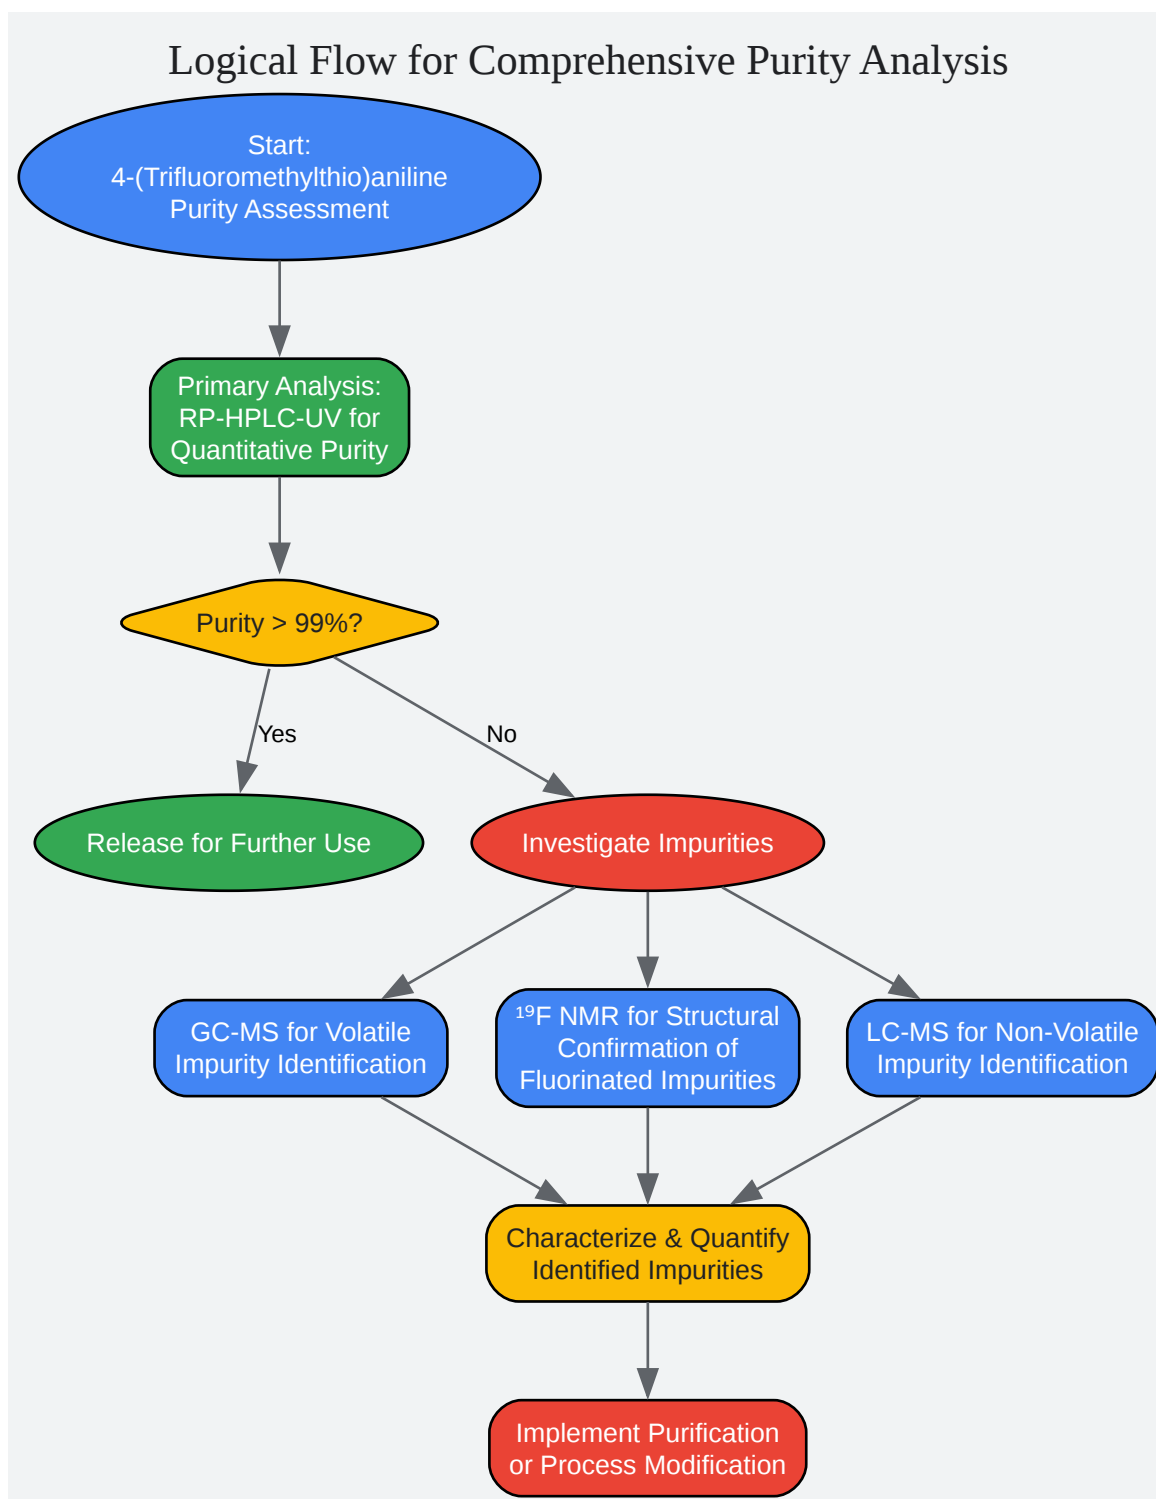 Logical Flow for Comprehensive Purity Analysis
Start:
4-(Trifluoromethylthio)aniline
Purity Assessment
Primary Analysis:
RP-HPLC-UV for
Quantitative Purity
Purity > 99%?
Yes
No
Release for Further Use
Investigate Impurities
GC-MS for Volatile
Impurity Identification
¹⁹F NMR for Structural
Confirmation of
Fluorinated Impurities
LC-MS for Non-Volatile
Impurity Identification
Characterize & Quantify
Identified Impurities
Implement Purification
or Process Modification